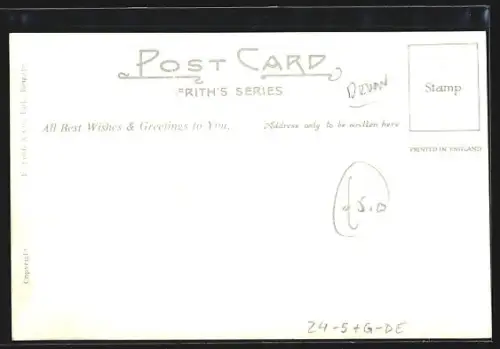 POST CARD
FRITH'S SERIES
DEVON
Stamp
All Best Wishes & Greetings to You.
Address only to be written here
PRINTED IN ENGLAND
5.0
24-5+G-DE
Copyright